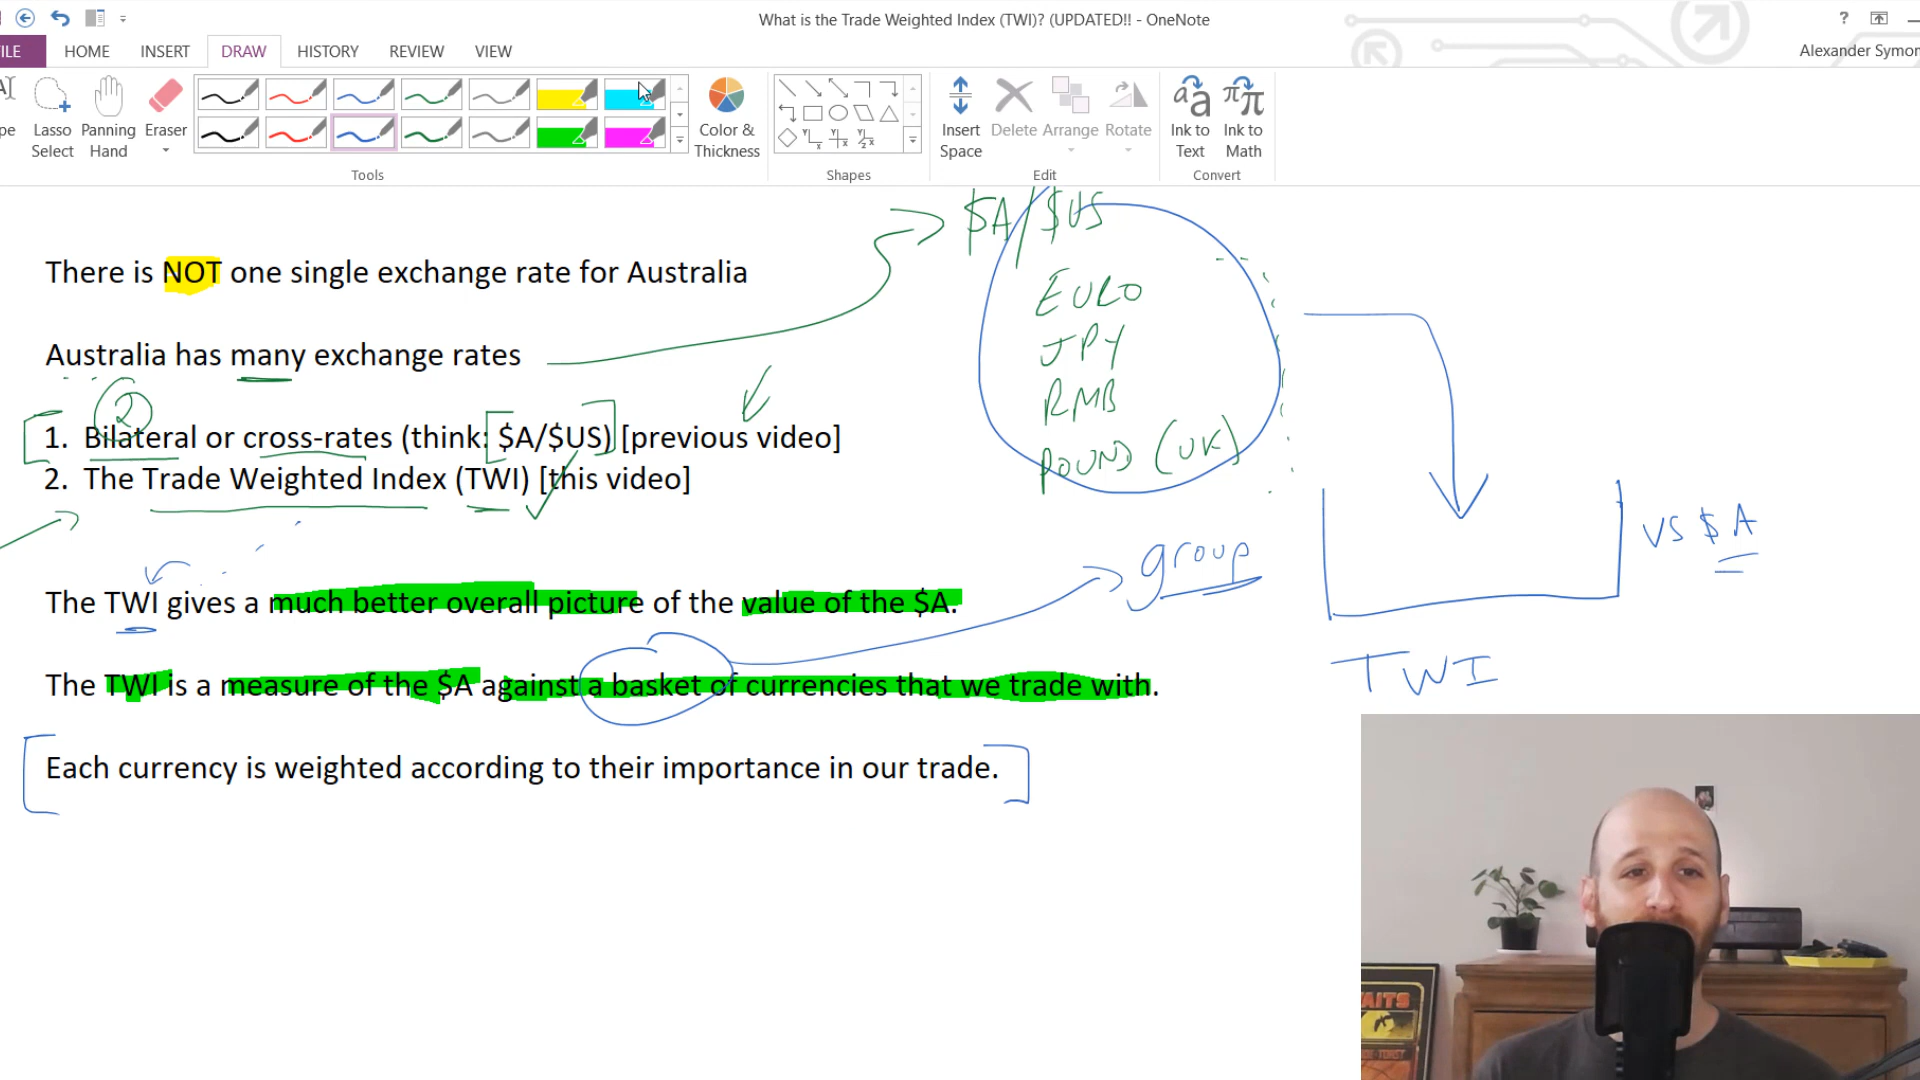 What is the Trade Weighted Index (TWI)? (UPDATED!! - OneNote
?
HOME INSERT DRAW HISTORY REVIEW VIEW
Lasso Select
Panning Hand
Eraser
Color & Thickness
Insert Space
Delete
Arrange
Rotate
Ink to Text
Ink to Math
Tools
Shapes
Edit
Convert
$A/$US
There is NOT one single exchange rate for Australia
EURO
Australia has many exchange rates
JPY
RMB
2
1. Bilateral or cross-rates (think: $A/$US) [previous video]
POUND (UK)
2. The Trade Weighted Index (TWI) [this video]
vs $A
group
The TWI gives a much better overall picture of the value of the $A.
TWI
The TWI is a measure of the $A against a basket of currencies that we trade with.
Each currency is weighted according to their importance in our trade.